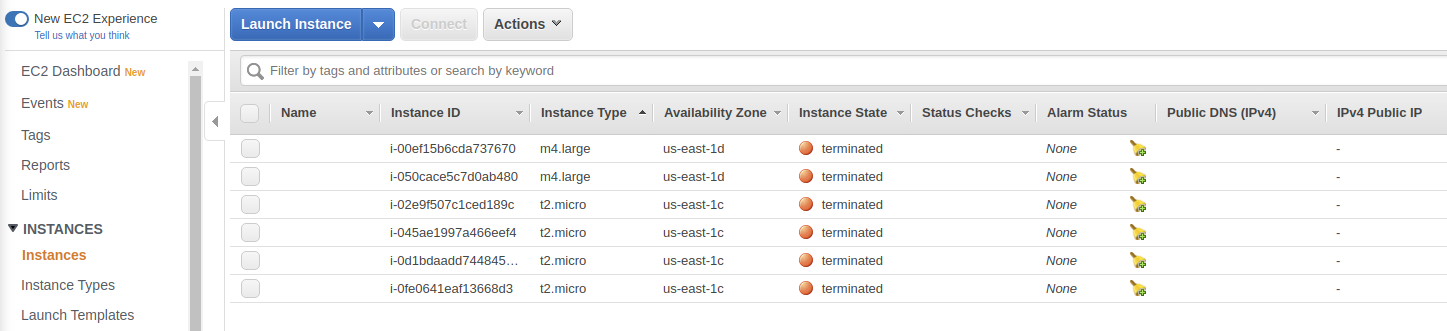 New EC2 Experience
Tell us what you think
EC2 Dashboard New
Events New
Tags
Reports
Limits
INSTANCES
Instances
Instance Types
Launch Templates
Launch Instance Connect Actions
Filter by tags and attributes or search by keyword
Name Instance ID Instance Type Availability Zone Instance State Status Checks Alarm Status Public DNS (IPv4) IPv4 Public IP
i-00ef15b6cda737670 m4.large us-east-1d terminated None -
i-050cace5c7d0ab480 m4.large us-east-1d terminated None -
i-02e9f507c1ced189c t2.micro us-east-1c terminated None -
i-045ae1997a466eef4 t2.micro us-east-1c terminated None -
i-0d1bdaadd744845… t2.micro us-east-1c terminated None -
i-0fe0641eaf13668d3 t2.micro us-east-1c terminated None -